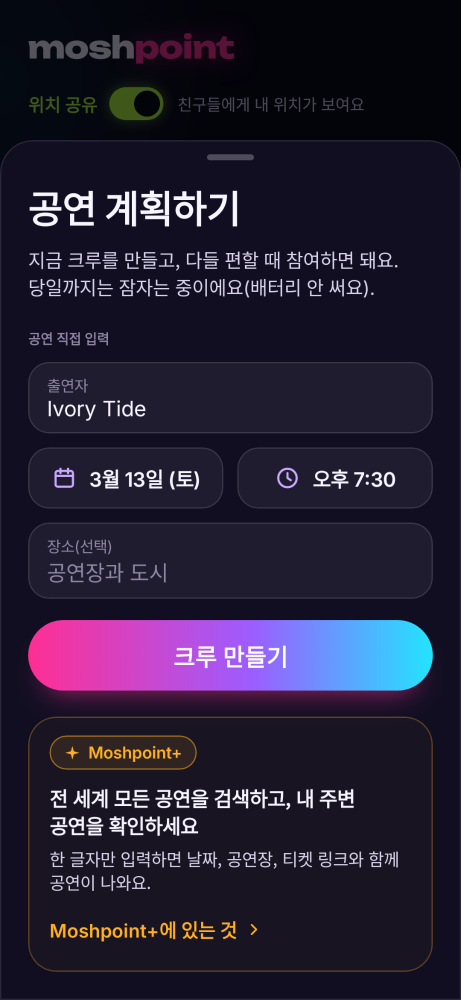 moshpoint
위치 공유
친구들에게 내 위치가 보여요
공연 계획하기
지금 크루를 만들고, 다들 편할 때 참여하면 돼요.
당일까지는 잠자는 중이에요(배터리 안 써요).
공연 직접 입력
출연자
Ivory Tide
3월 13일 (토)
오후 7:30
장소(선택)
공연장과 도시
크루 만들기
Moshpoint+
전 세계 모든 공연을 검색하고, 내 주변
공연을 확인하세요
한 글자만 입력하면 날짜, 공연장, 티켓 링크와 함께
공연이 나와요.
Moshpoint+에 있는 것